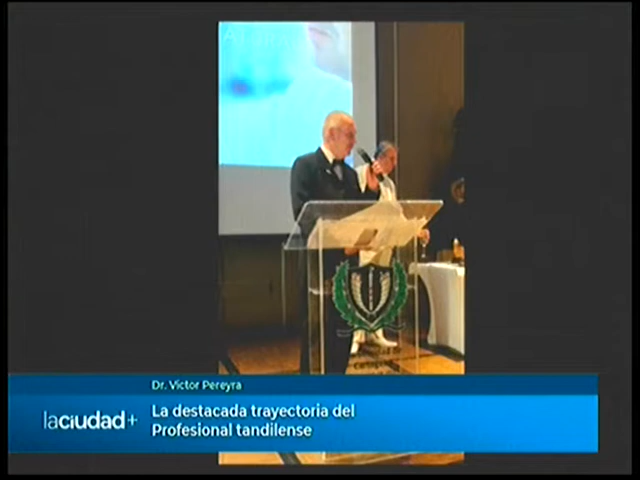 Dr. Victor Pereyra
laciudad+
La destacada trayectoria del
Profesional tandilense